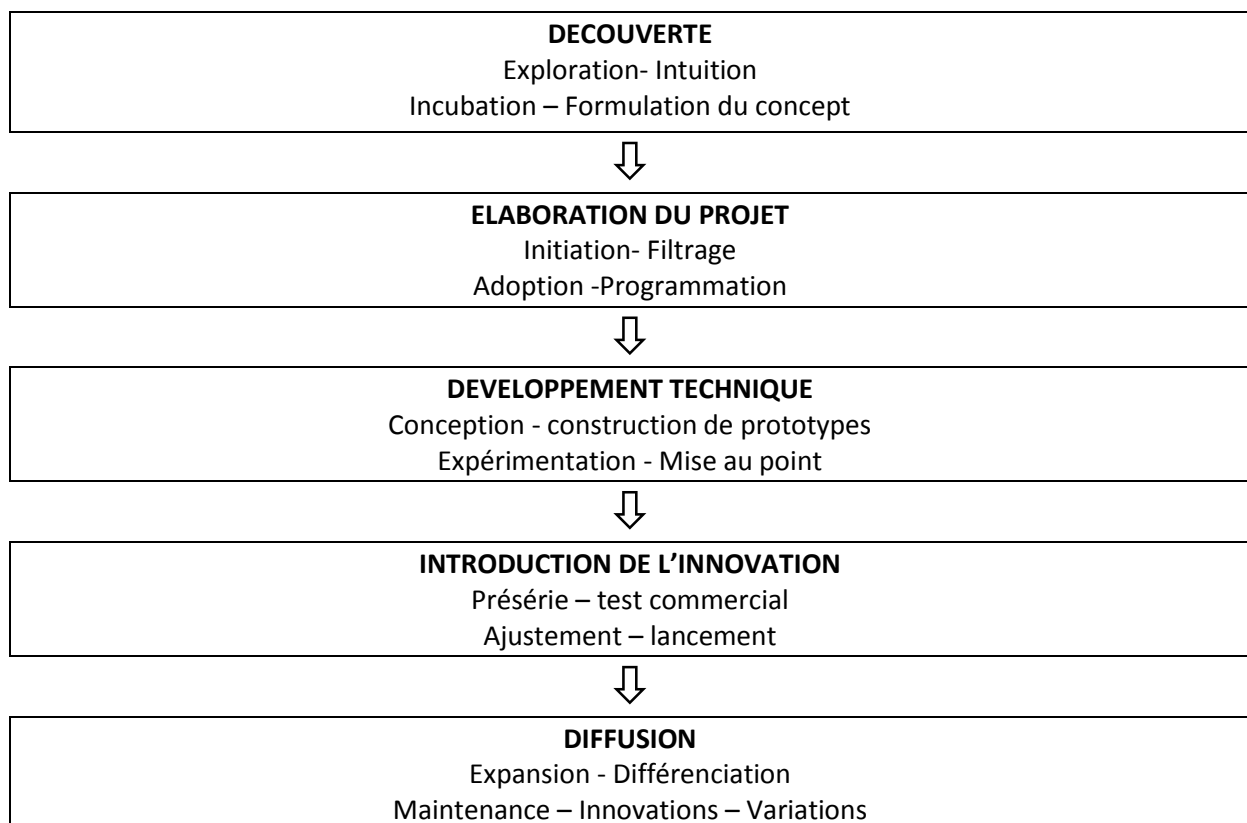 DECOUVERTE
Exploration- Intuition
Incubation – Formulation du concept
ELABORATION DU PROJET
Initiation- Filtrage
Adoption -Programmation
DEVELOPPEMENT TECHNIQUE
Conception - construction de prototypes
Expérimentation - Mise au point
INTRODUCTION DE L’INNOVATION
Présérie – test commercial
Ajustement – lancement
DIFFUSION
Expansion - Différenciation
Maintenance – Innovations – Variations